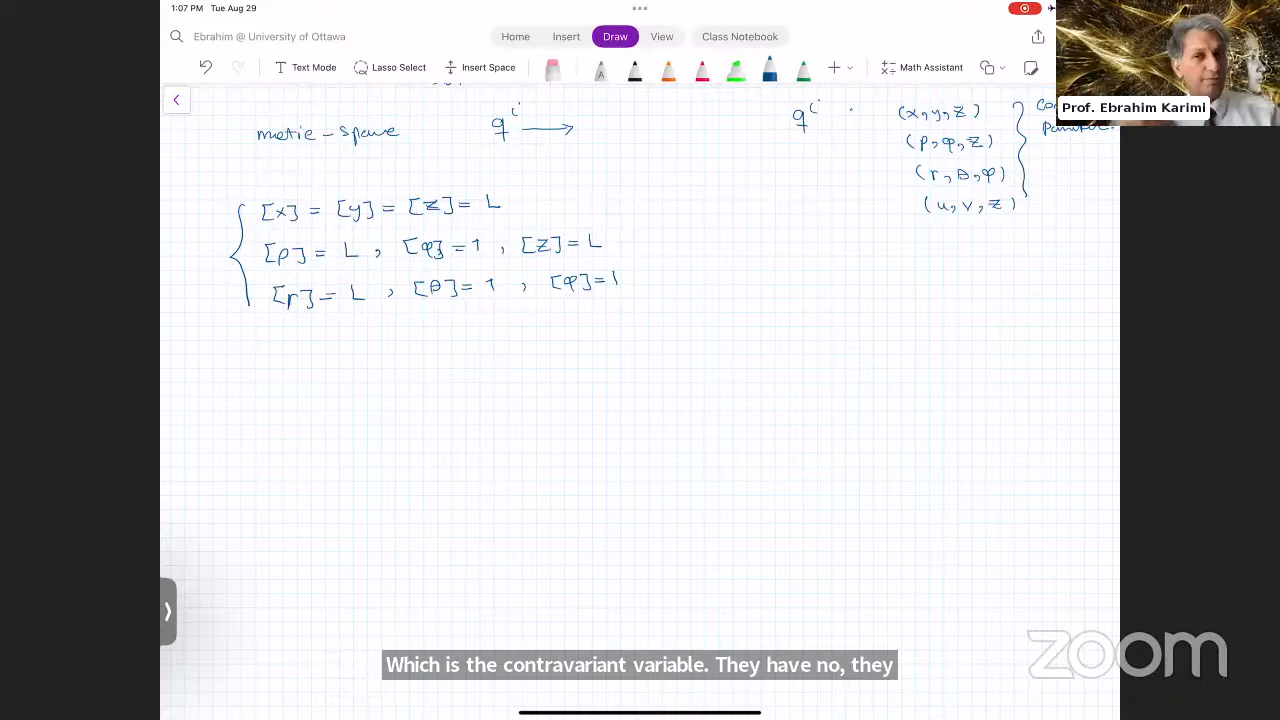 1:07 PM Tue Aug 29
Ebrahim @ University of Ottawa
Home Insert Draw View Class Notebook
Text Mode Lasso Select Insert Space Math Assistant
Prof. Ebrahim Karimi
metic-space q^i → q^i (x,y,z)
(ρ,φ,z)
(r,θ,φ)
(u,v,z)
[x] = [y] = [z] = L
[ρ] = L , [φ] = 1 , [z] = L
[r] = L , [θ] = 1 , [φ] = 1
Which is the contravariant variable. They have no, they
zoom